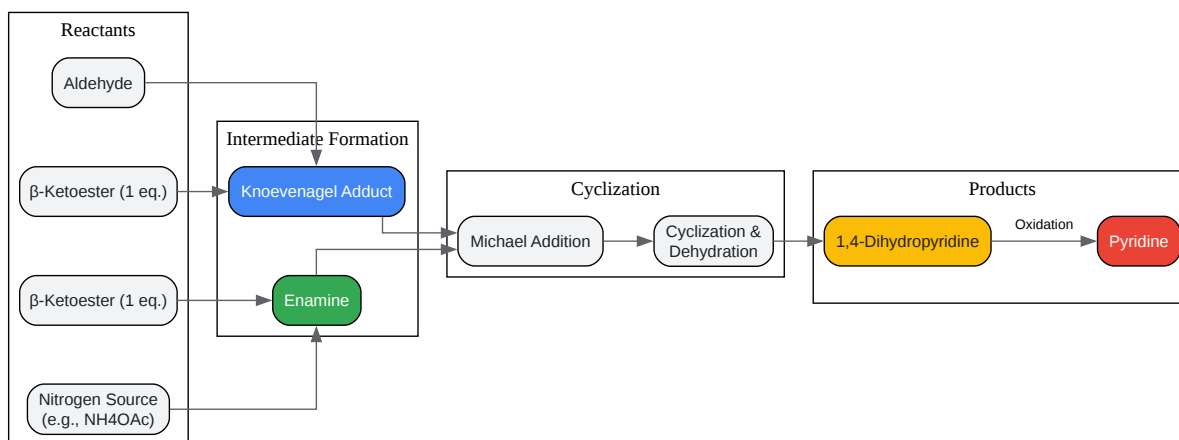 Reactants
Aldehyde
β-Ketoester (1 eq.)
β-Ketoester (1 eq.)
Nitrogen Source
(e.g., NH4OAc)
Intermediate Formation
Knoevenagel Adduct
Enamine
Cyclization
Michael Addition
Cyclization &
Dehydration
Products
1,4-Dihydropyridine
Oxidation
Pyridine